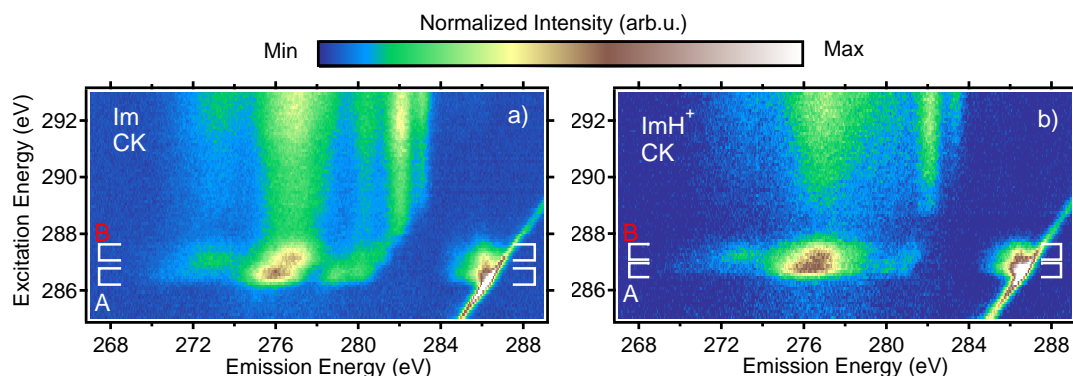 Normalized Intensity (arb.u.)
Min Max
Excitation Energy (eV)
292
290
288
286
Im
CK
a)
B
A
268 272 276 280 284 288
Emission Energy (eV)
292
290
288
286
ImH+
CK
b)
B
A
268 272 276 280 284 288
Emission Energy (eV)